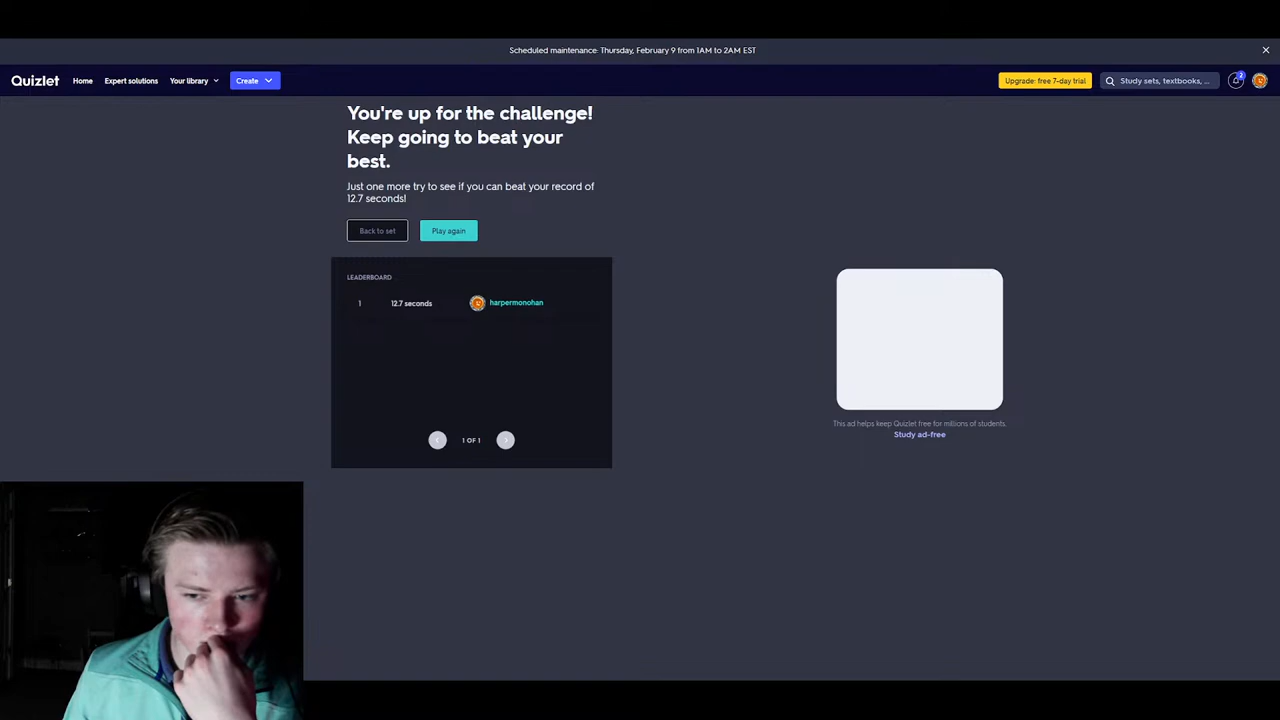 Scheduled maintenance: Thursday, February 9 from 1AM to 2AM EST
Quizlet Home Expert solutions Your library Create Upgrade: free 7-day trial Study sets, textbooks, ... 2
You're up for the challenge!
Keep going to beat your
best.
Just one more try to see if you can beat your record of
12.7 seconds!
Back to set Play again
LEADERBOARD
1 12.7 seconds harpermonohan
1 OF 1
This ad helps keep Quizlet free for millions of students.
Study ad-free